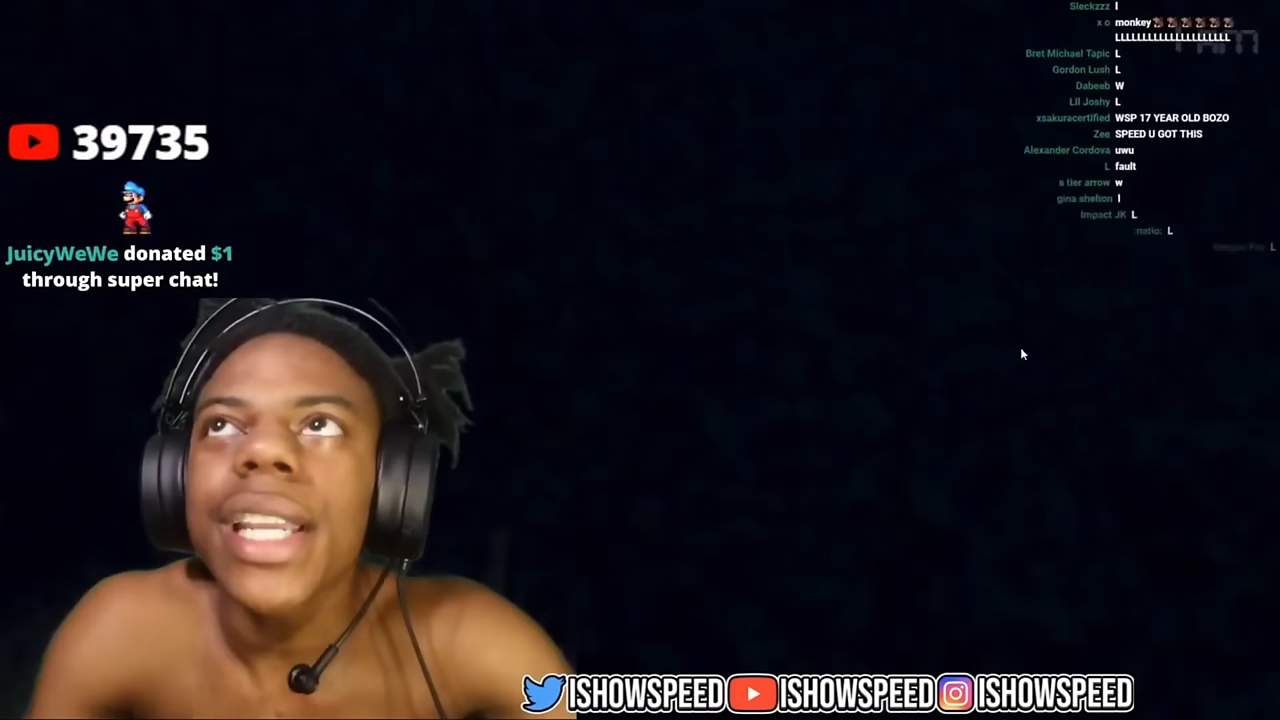 Sleckzzz I
x o monkey
LLLLLLLLLLLLLLLLLLLL
Bret Michael Tapic L
Gordon Lush L
Dabeeb W
Lil Joshy L
xsakuracertified WSP 17 YEAR OLD BOZO
Zee SPEED U GOT THIS
Alexander Cordova uwu
L fault
s tier arrow w
gina shelton l
Impact JK L
L
L
39735
JuicyWeWe donated $1
through super chat!
ISHOWSPEED ISHOWSPEED ISHOWSPEED